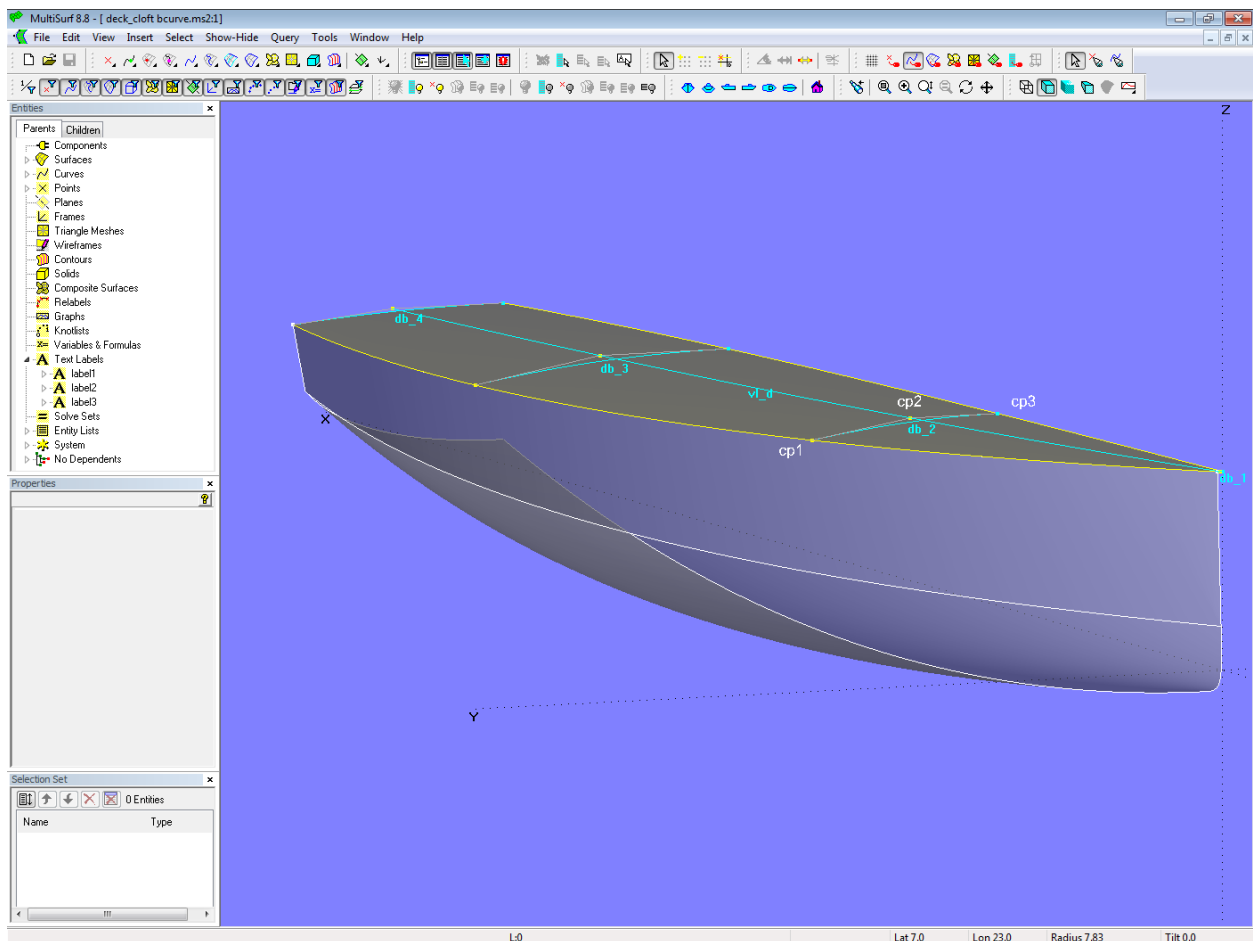 MultiSurf 8.8 - [ deck_cloft bcurve.ms2:1]
File Edit View Insert Select Show-Hide Query Tools Window Help
Entities
Parents Children
Components
Surfaces
Curves
Points
Planes
Frames
Triangle Meshes
Wireframes
Contours
Solids
Composite Surfaces
Relabels
Graphs
Knotlists
Variables & Formulas
Text Labels
label1
label2
label3
Solve Sets
Entity Lists
System
No Dependents
Properties
Selection Set
0 Entities
Name Type
Z
db_4
db_3
vl_d
cp2 cp3
db_2
cp1
X
db_1
Y
L:0 Lat 7.0 Lon 23.0 Radius 7.83 Tilt 0.0